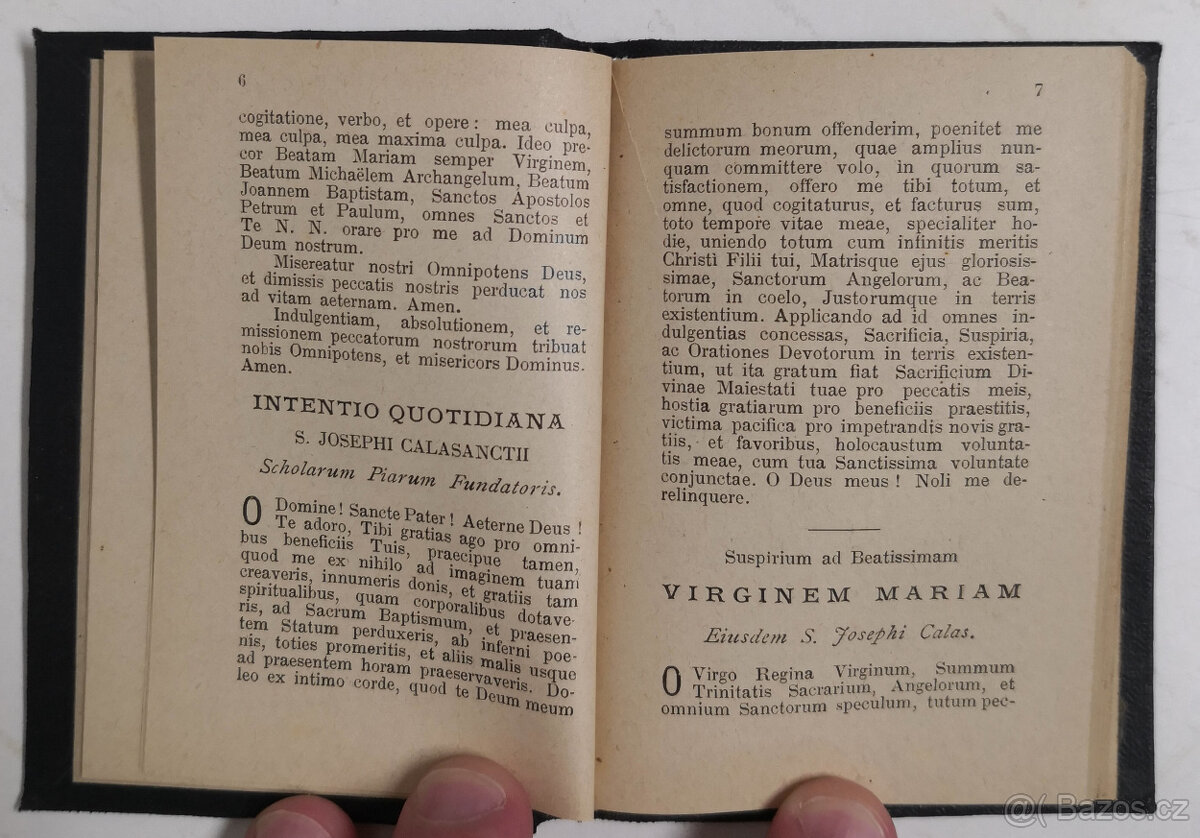 6
cogitatione, verbo, et opere: mea culpa,
mea culpa, mea maxima culpa. Ideo pre-
cor Beatam Mariam semper Virginem,
Beatum Michaëlem Archangelum, Beatum
Joannem Baptistam, Sanctos Apostolos
Petrum et Paulum, omnes Sanctos et
Te N. N. orare pro me ad Dominum
Deum nostrum.
Misereatur nostri Omnipotens Deus,
et dimissis peccatis nostris perducat nos
ad vitam aeternam. Amen.
Indulgentiam, absolutionem, et re-
missionem peccatorum nostrorum tribuat
nobis Omnipotens, et misericors Dominus.
Amen.
INTENTIO QUOTIDIANA
S. JOSEPHI CALASANCTII
Scholarum Piarum Fundatoris.
O Domine! Sancte Pater! Aeterne Deus!
Te adoro, Tibi gratias ago pro omni-
bus beneficiis Tuis, praecipue tamen,
quod me ex nihilo ad imaginem tuam
creaveris, innumeris donis, et gratiis tam
spiritualibus, quam corporalibus dotave-
ris, ad Sacrum Baptismum, et praesen-
tem Statum perduxeris, ab inferni poe-
nis, toties promeritis, et aliis malis usque
ad praesentem horam praeservaveris. Do-
leo ex intimo corde, quod te Deum meum
7
summum bonum offenderim, poenitet me
delictorum meorum, quae amplius nun-
quam committere volo, in quorum sa-
tisfactionem, offero me tibi totum, et
omne, quod cogitaturus, et facturus sum,
toto tempore vitae meae, specialiter ho-
die, uniendo totum cum infinitis meritis
Christi Filii tui, Matrisque ejus gloriosis-
simae, Sanctorum Angelorum, ac Bea-
torum in coelo, Justorumque in terris
existentium. Applicando ad id omnes in-
dulgentias concessas, Sacrificia, Suspiria,
ac Orationes Devotorum in terris existen-
tium, ut ita gratum fiat Sacrificium Di-
vinae Maiestati tuae pro peccatis meis,
hostia gratiarum pro beneficiis praestitis,
victima pacifica pro impetrandis novis gra-
tiis, et favoribus, holocaustum volunta-
tis meae, cum tua Sanctissima voluntate
conjunctae. O Deus meus! Noli me de-
relinquere.
Suspirium ad Beatissimam
VIRGINEM MARIAM
Eiusdem S. Josephi Calas.
O Virgo Regina Virginum, Summum
Trinitatis Sacrarium, Angelorum, et
omnium Sanctorum speculum, tutum pec-
@( Bazos.cz